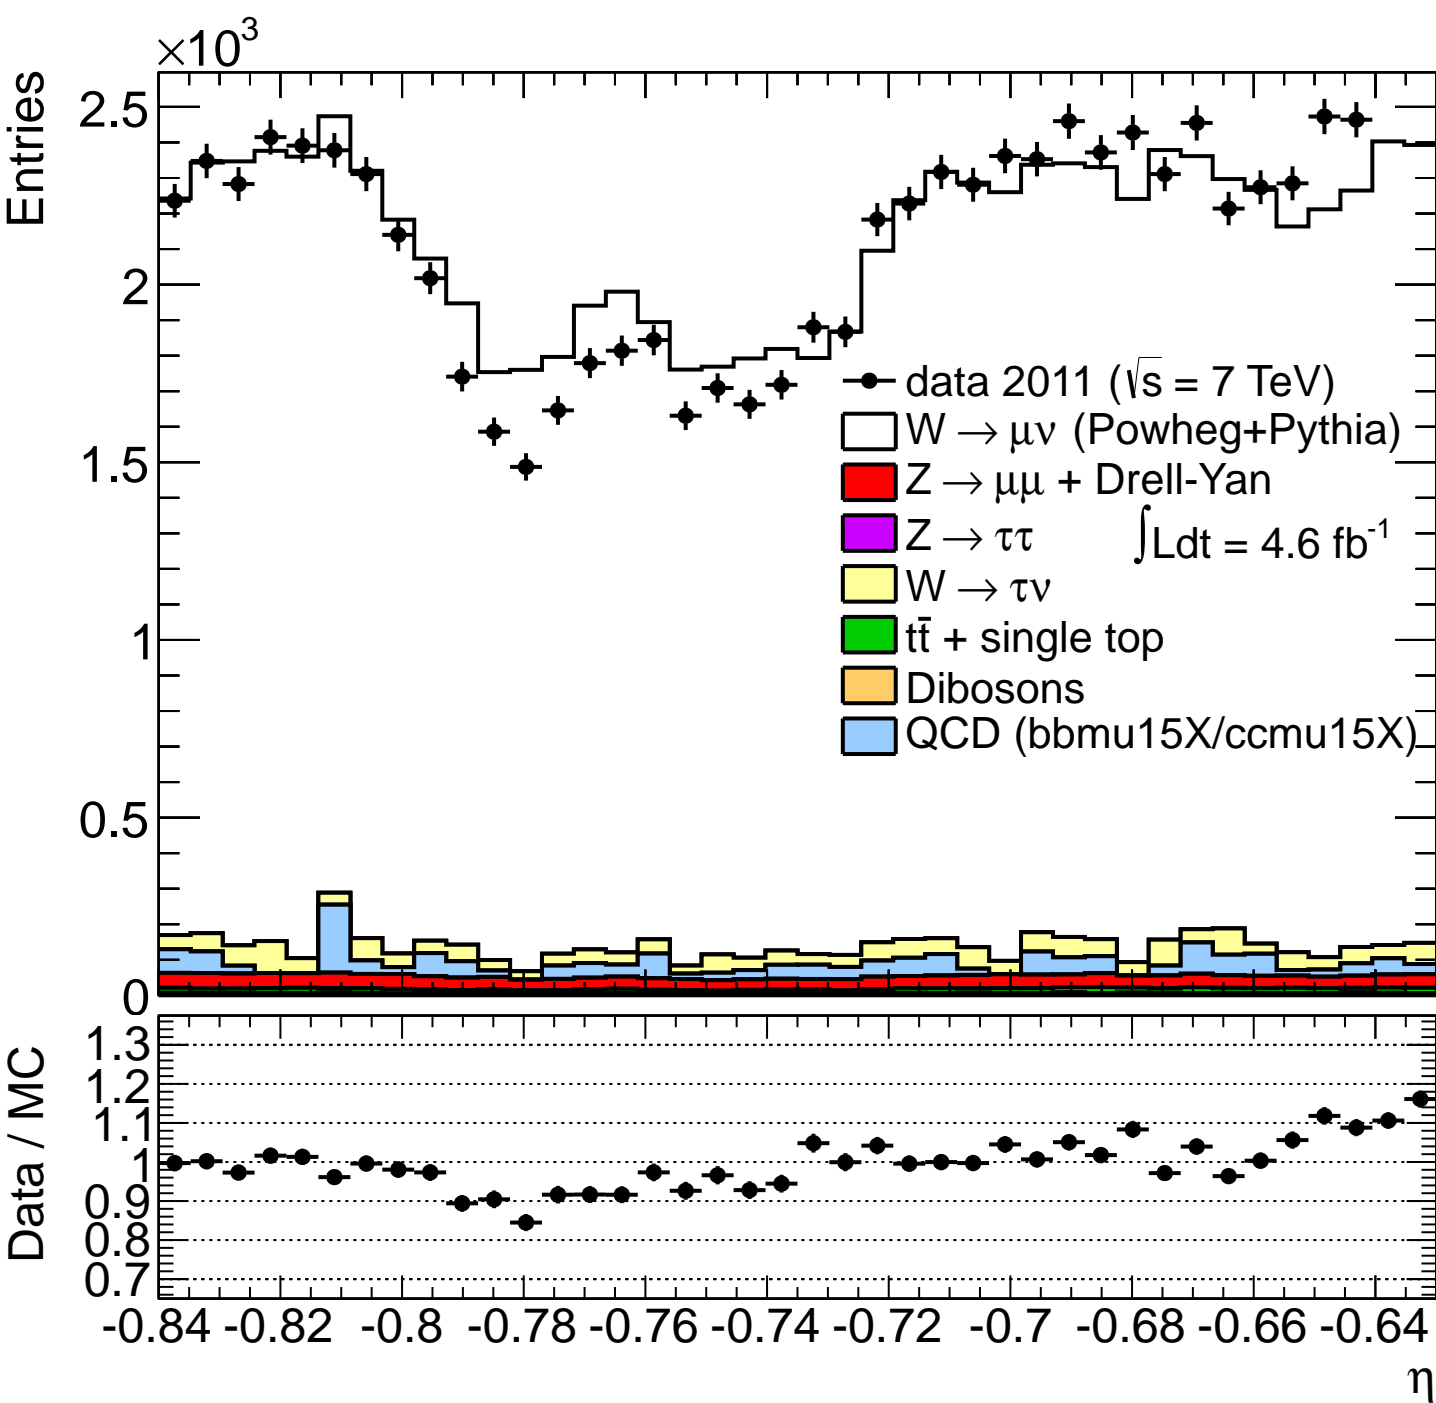 ×10³
Entries
2.5
2
1.5
1
0.5
0
data 2011 (√s = 7 TeV)
W → μν (Powheg+Pythia)
Z → μμ + Drell-Yan
Z → ττ
∫Ldt = 4.6 fb⁻¹
W → τν
tt̄ + single top
Dibosons
QCD (bbmu15X/ccmu15X)
Data / MC
1.3
1.2
1.1
1
0.9
0.8
0.7
-0.84 -0.82 -0.8 -0.78 -0.76 -0.74 -0.72 -0.7 -0.68 -0.66 -0.64
η